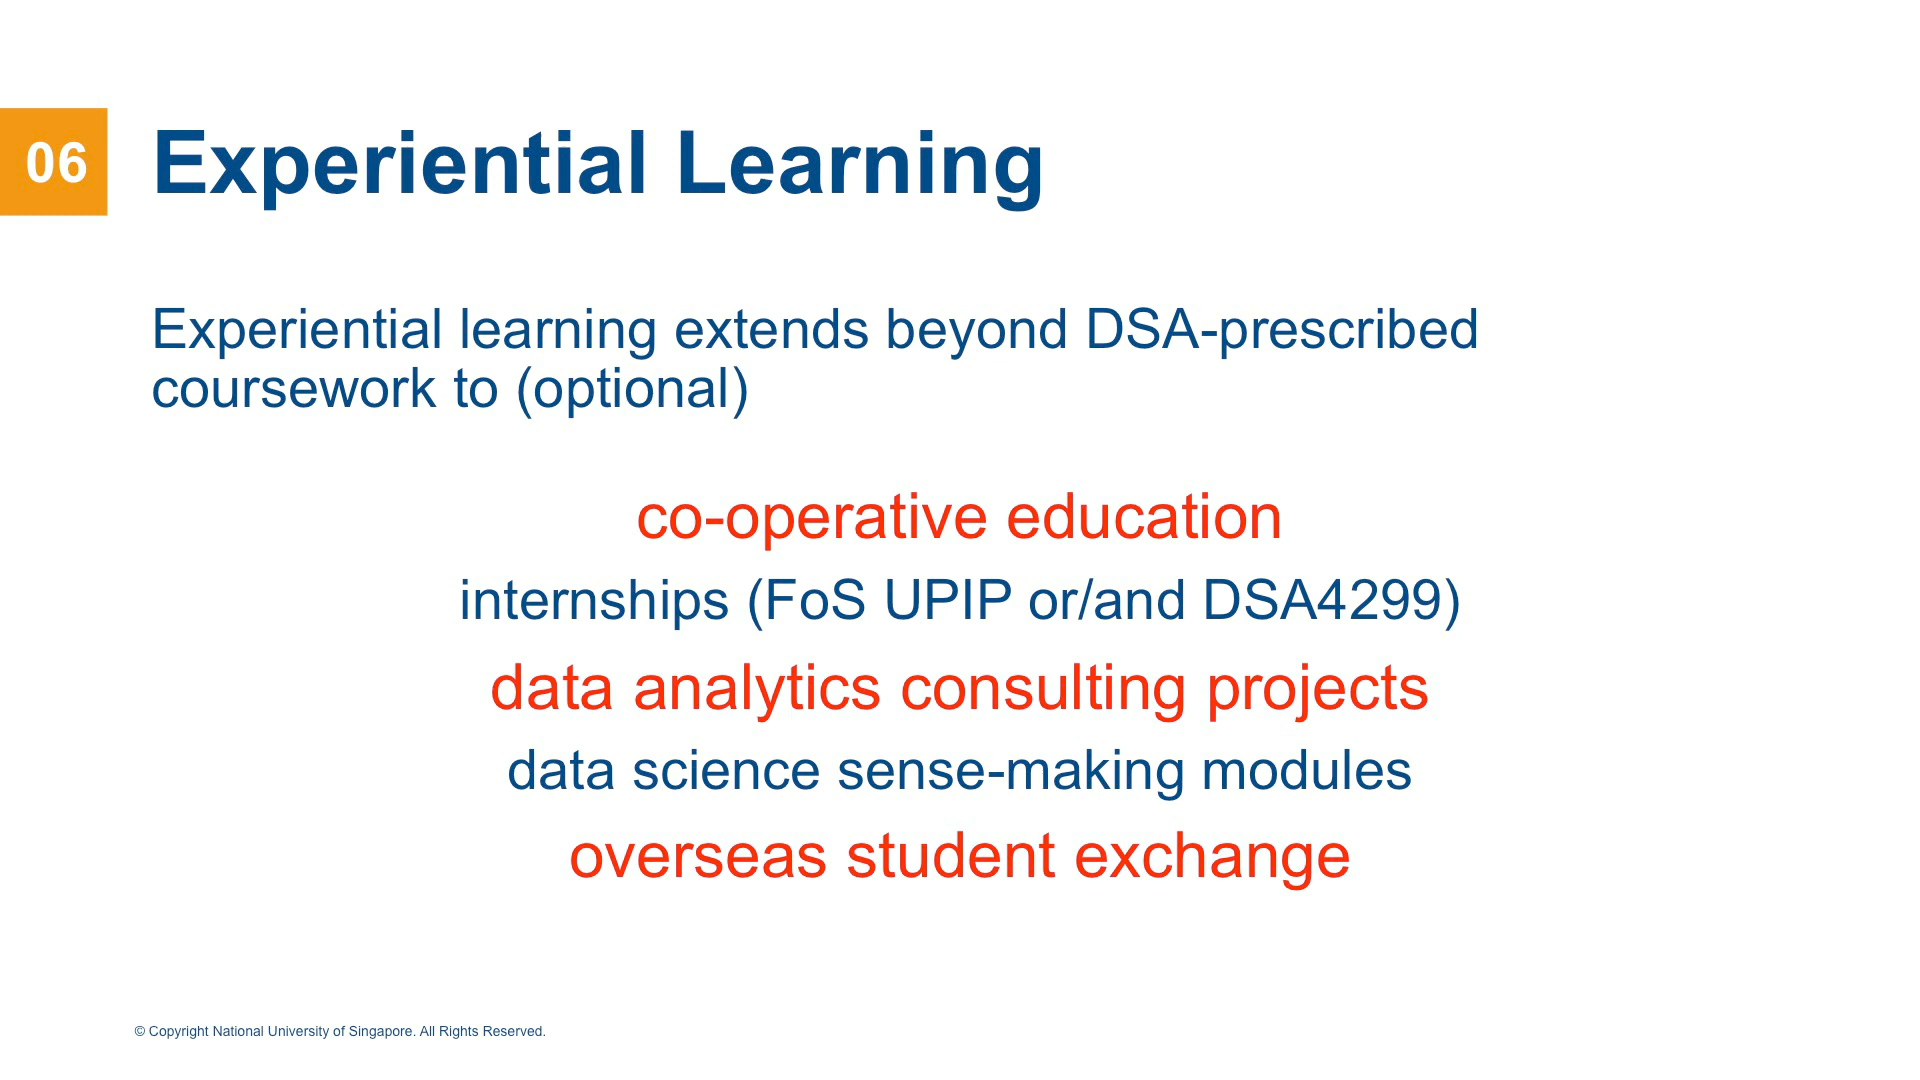 06
Experiential Learning
Experiential learning extends beyond DSA-prescribed
coursework to (optional)
co-operative education
internships (FoS UPIP or/and DSA4299)
data analytics consulting projects
data science sense-making modules
overseas student exchange
© Copyright National University of Singapore. All Rights Reserved.